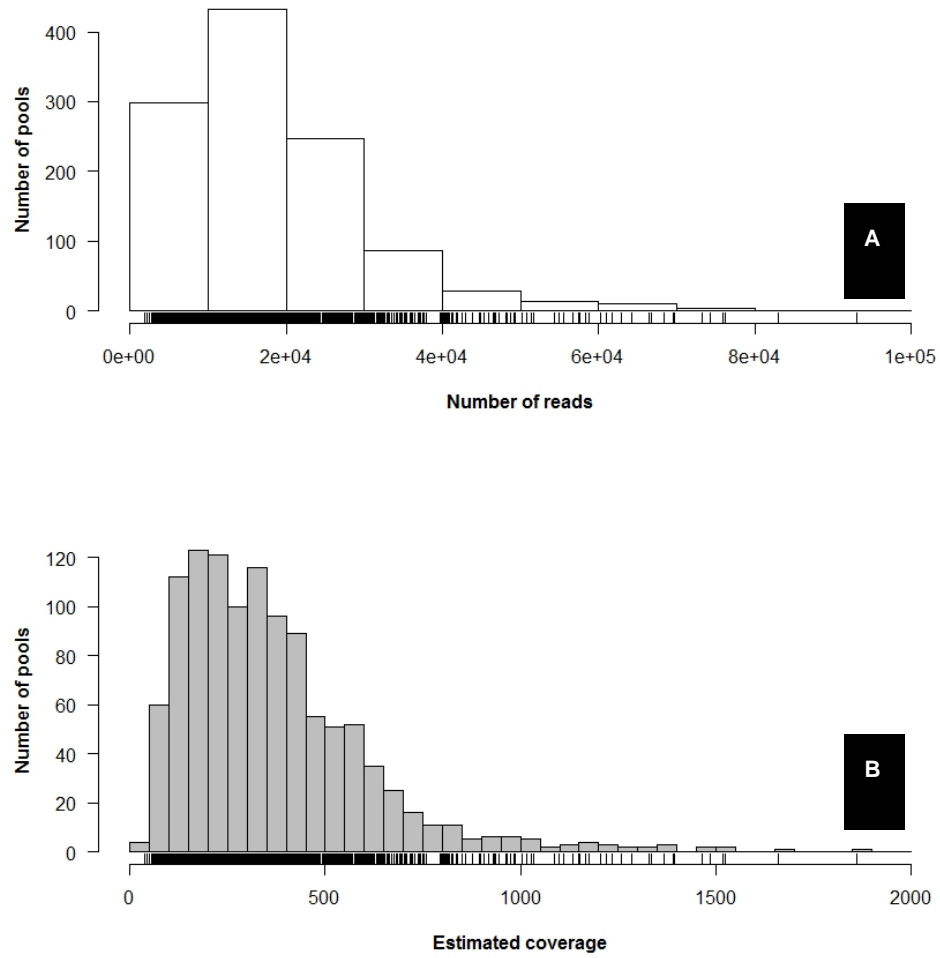 400
300
200
100
0
Number of pools
A
0e+00 2e+04 4e+04 6e+04 8e+04 1e+05
Number of reads
120
100
80
60
40
20
0
Number of pools
B
0 500 1000 1500 2000
Estimated coverage